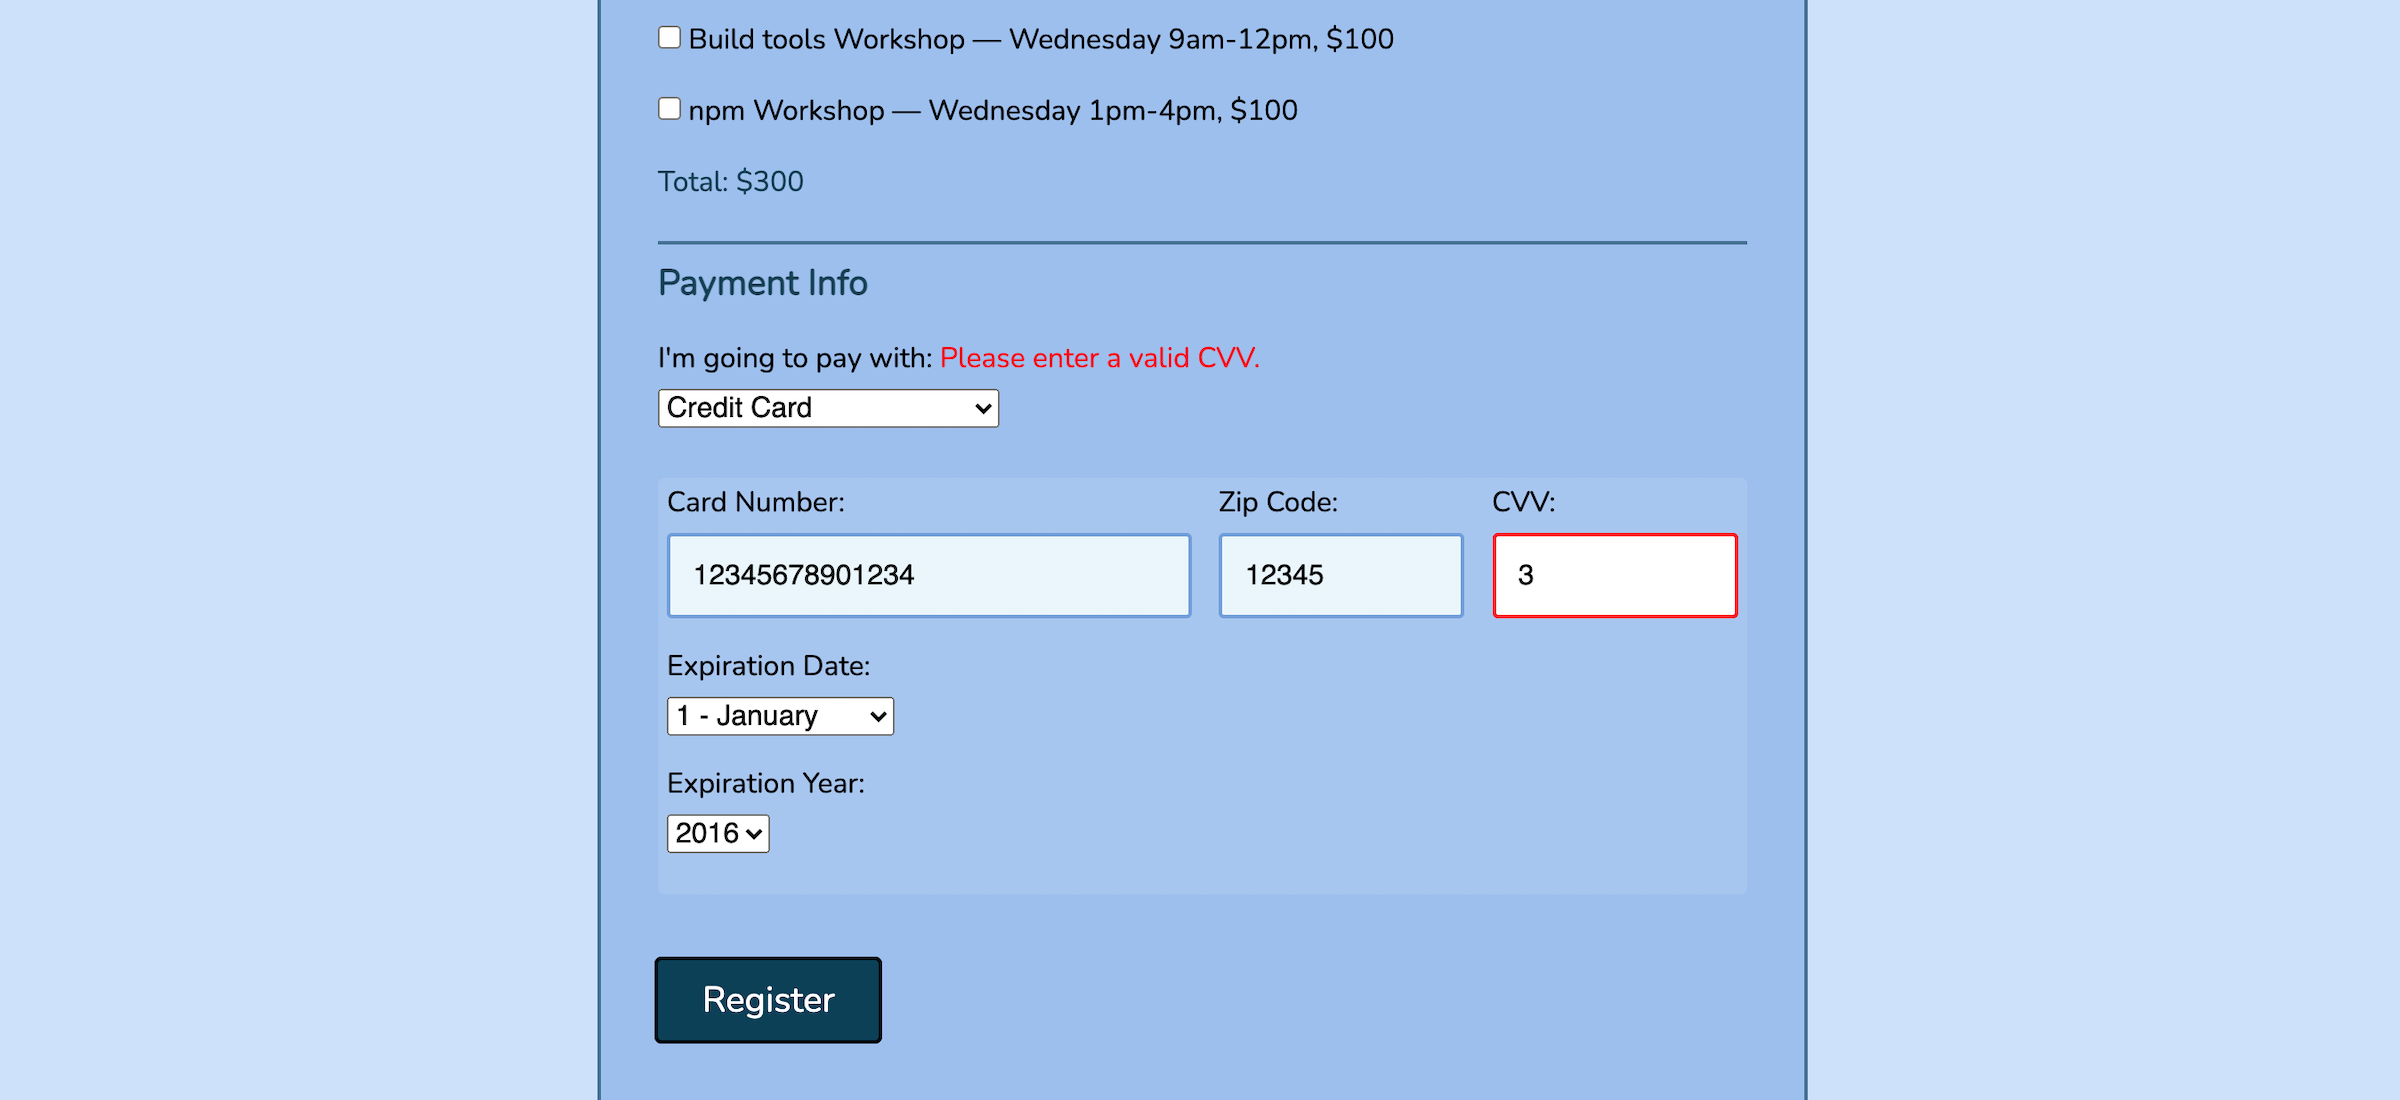 Build tools Workshop — Wednesday 9am-12pm, $100
npm Workshop — Wednesday 1pm-4pm, $100
Total: $300
Payment Info
I'm going to pay with: Please enter a valid CVV.
Credit Card
Card Number: Zip Code: CVV:
12345678901234 12345 3
Expiration Date:
1 - January
Expiration Year:
2016
Register